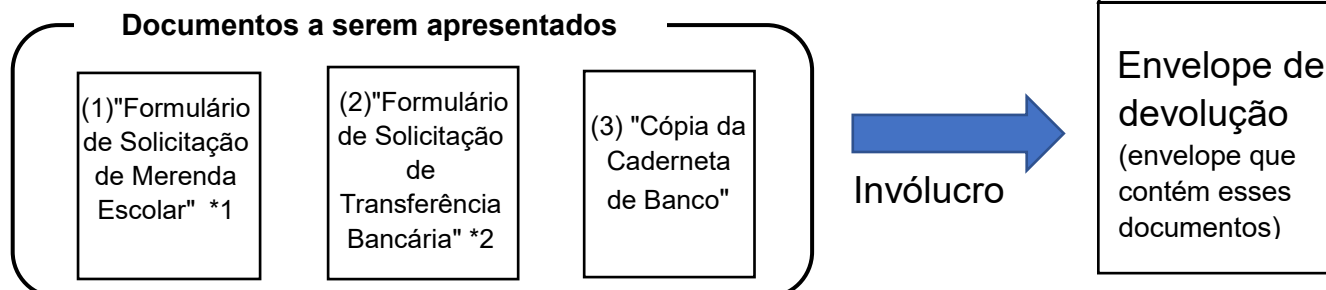 Documentos a serem apresentados
(1)"Formulário
de Solicitação
de Merenda
Escolar" *1
(2)"Formulário
de Solicitação
de
Transferência
Bancária" *2
(3) "Cópia da
Caderneta
de Banco"
Invólucro
Envelope de
devolução
(envelope que
contém esses
documentos)